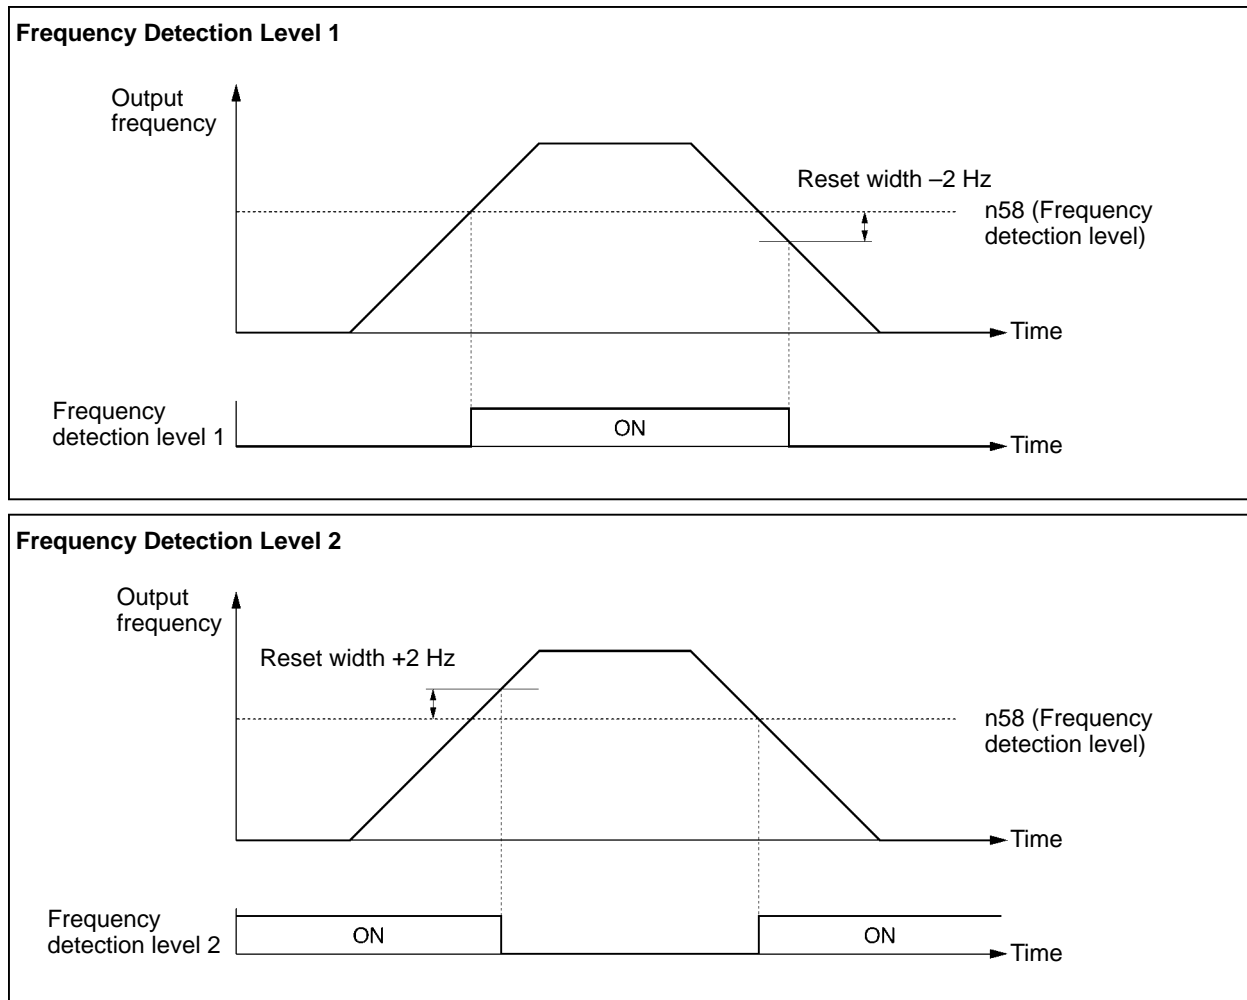 Frequency Detection Level 1
Output
frequency
Reset width –2 Hz
n58 (Frequency
detection level)
Time
Frequency
detection level 1
ON
Time
Frequency Detection Level 2
Output
frequency
Reset width +2 Hz
n58 (Frequency
detection level)
Time
Frequency
detection level 2
ON
ON
Time